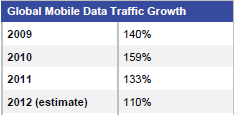 Global Mobile Data Traffic Growth
2009 140%
2010 159%
2011 133%
2012 (estimate) 110%